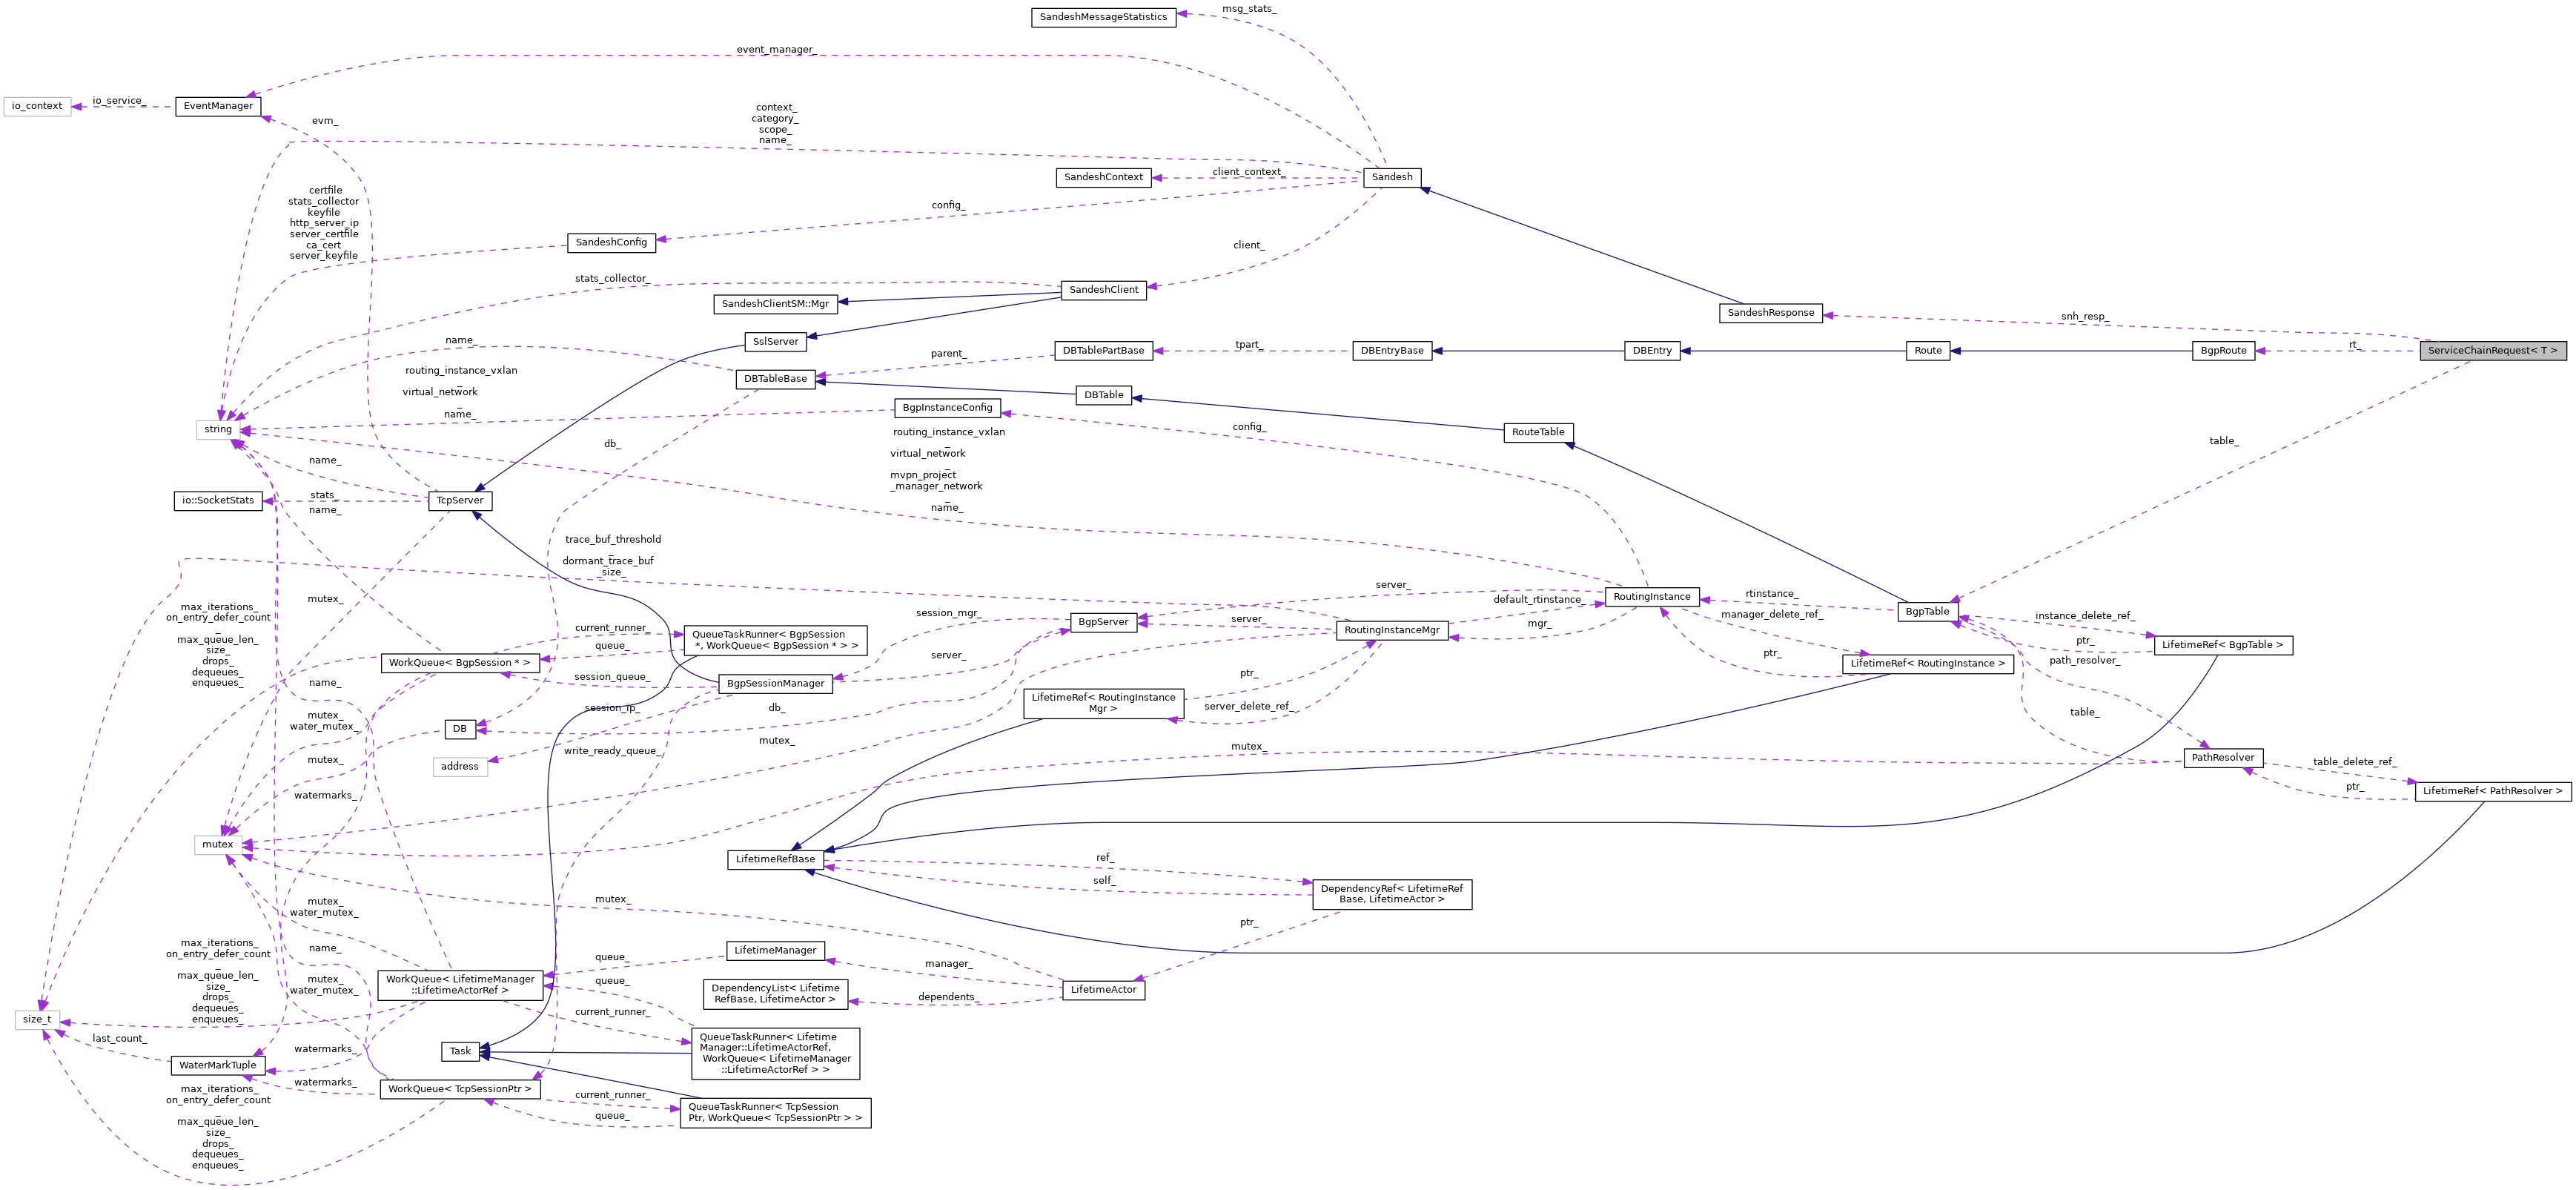 SandeshMessageStatistics
msg_stats_
event_manager_
io_context
io_service_
EventManager
evm_
context_
category_
scope_
name_
Sandesh
SandeshContext
client_context_
config_
certfile
stats_collector
keyfile
http_server_ip
server_certfile
ca_cert
server_keyfile
SandeshConfig
client_
stats_collector_
SandeshClient
SandeshClientSM::Mgr
SandeshResponse
snh_resp_
SslServer
name_
DBTablePartBase
tpart_
DBEntryBase
DBEntry
Route
BgpRoute
rt_
ServiceChainRequest< T >
parent_
DBTableBase
DBTable
routing_instance_vxlan
_
virtual_network
_
name_
BgpInstanceConfig
string
config_
RouteTable
table_
db_
routing_instance_vxlan
_
virtual_network
_
mvpn_project
_manager_network
_
name_
name_
io::SocketStats
stats_
name_
TcpServer
trace_buf_threshold
_
dormant_trace_buf
_size_
mutex_
server_
RoutingInstance
rtinstance_
default_rtinstance_
manager_delete_ref_
BgpTable
instance_delete_ref_
max_iterations_
on_entry_defer_count
_
max_queue_len_
size_
drops_
dequeues_
enqueues_
session_mgr_
BgpServer
server_
RoutingInstanceMgr
mgr_
ptr_
LifetimeRef< BgpTable >
current_runner_
QueueTaskRunner< BgpSession
*, WorkQueue< BgpSession * > >
queue_
WorkQueue< BgpSession * >
server_
ptr_
LifetimeRef< RoutingInstance >
path_resolver_
name_
session_queue_
BgpSessionManager
ptr_
LifetimeRef< RoutingInstance
Mgr >
server_delete_ref_
session_ip_
db_
mutex_
water_mutex_
DB
table_
write_ready_queue_
mutex_
mutex_
mutex_
address
PathResolver
table_delete_ref_
ptr_
LifetimeRef< PathResolver >
watermarks_
mutex
LifetimeRefBase
ref_
self_
DependencyRef< LifetimeRef
Base, LifetimeActor >
mutex_
water_mutex_
mutex_
ptr_
max_iterations_
on_entry_defer_count
_
max_queue_len_
size_
drops_
dequeues_
enqueues_
name_
LifetimeManager
queue_
manager_
mutex_
water_mutex_
WorkQueue< LifetimeManager
::LifetimeActorRef >
queue_
DependencyList< Lifetime
RefBase, LifetimeActor >
dependents_
LifetimeActor
size_t
current_runner_
last_count_
watermarks_
Task
QueueTaskRunner< Lifetime
Manager::LifetimeActorRef,
WorkQueue< LifetimeManager
::LifetimeActorRef > >
WaterMarkTuple
watermarks_
WorkQueue< TcpSessionPtr >
max_iterations_
on_entry_defer_count
_
max_queue_len_
size_
drops_
dequeues_
enqueues_
current_runner_
queue_
QueueTaskRunner< TcpSession
Ptr, WorkQueue< TcpSessionPtr > >